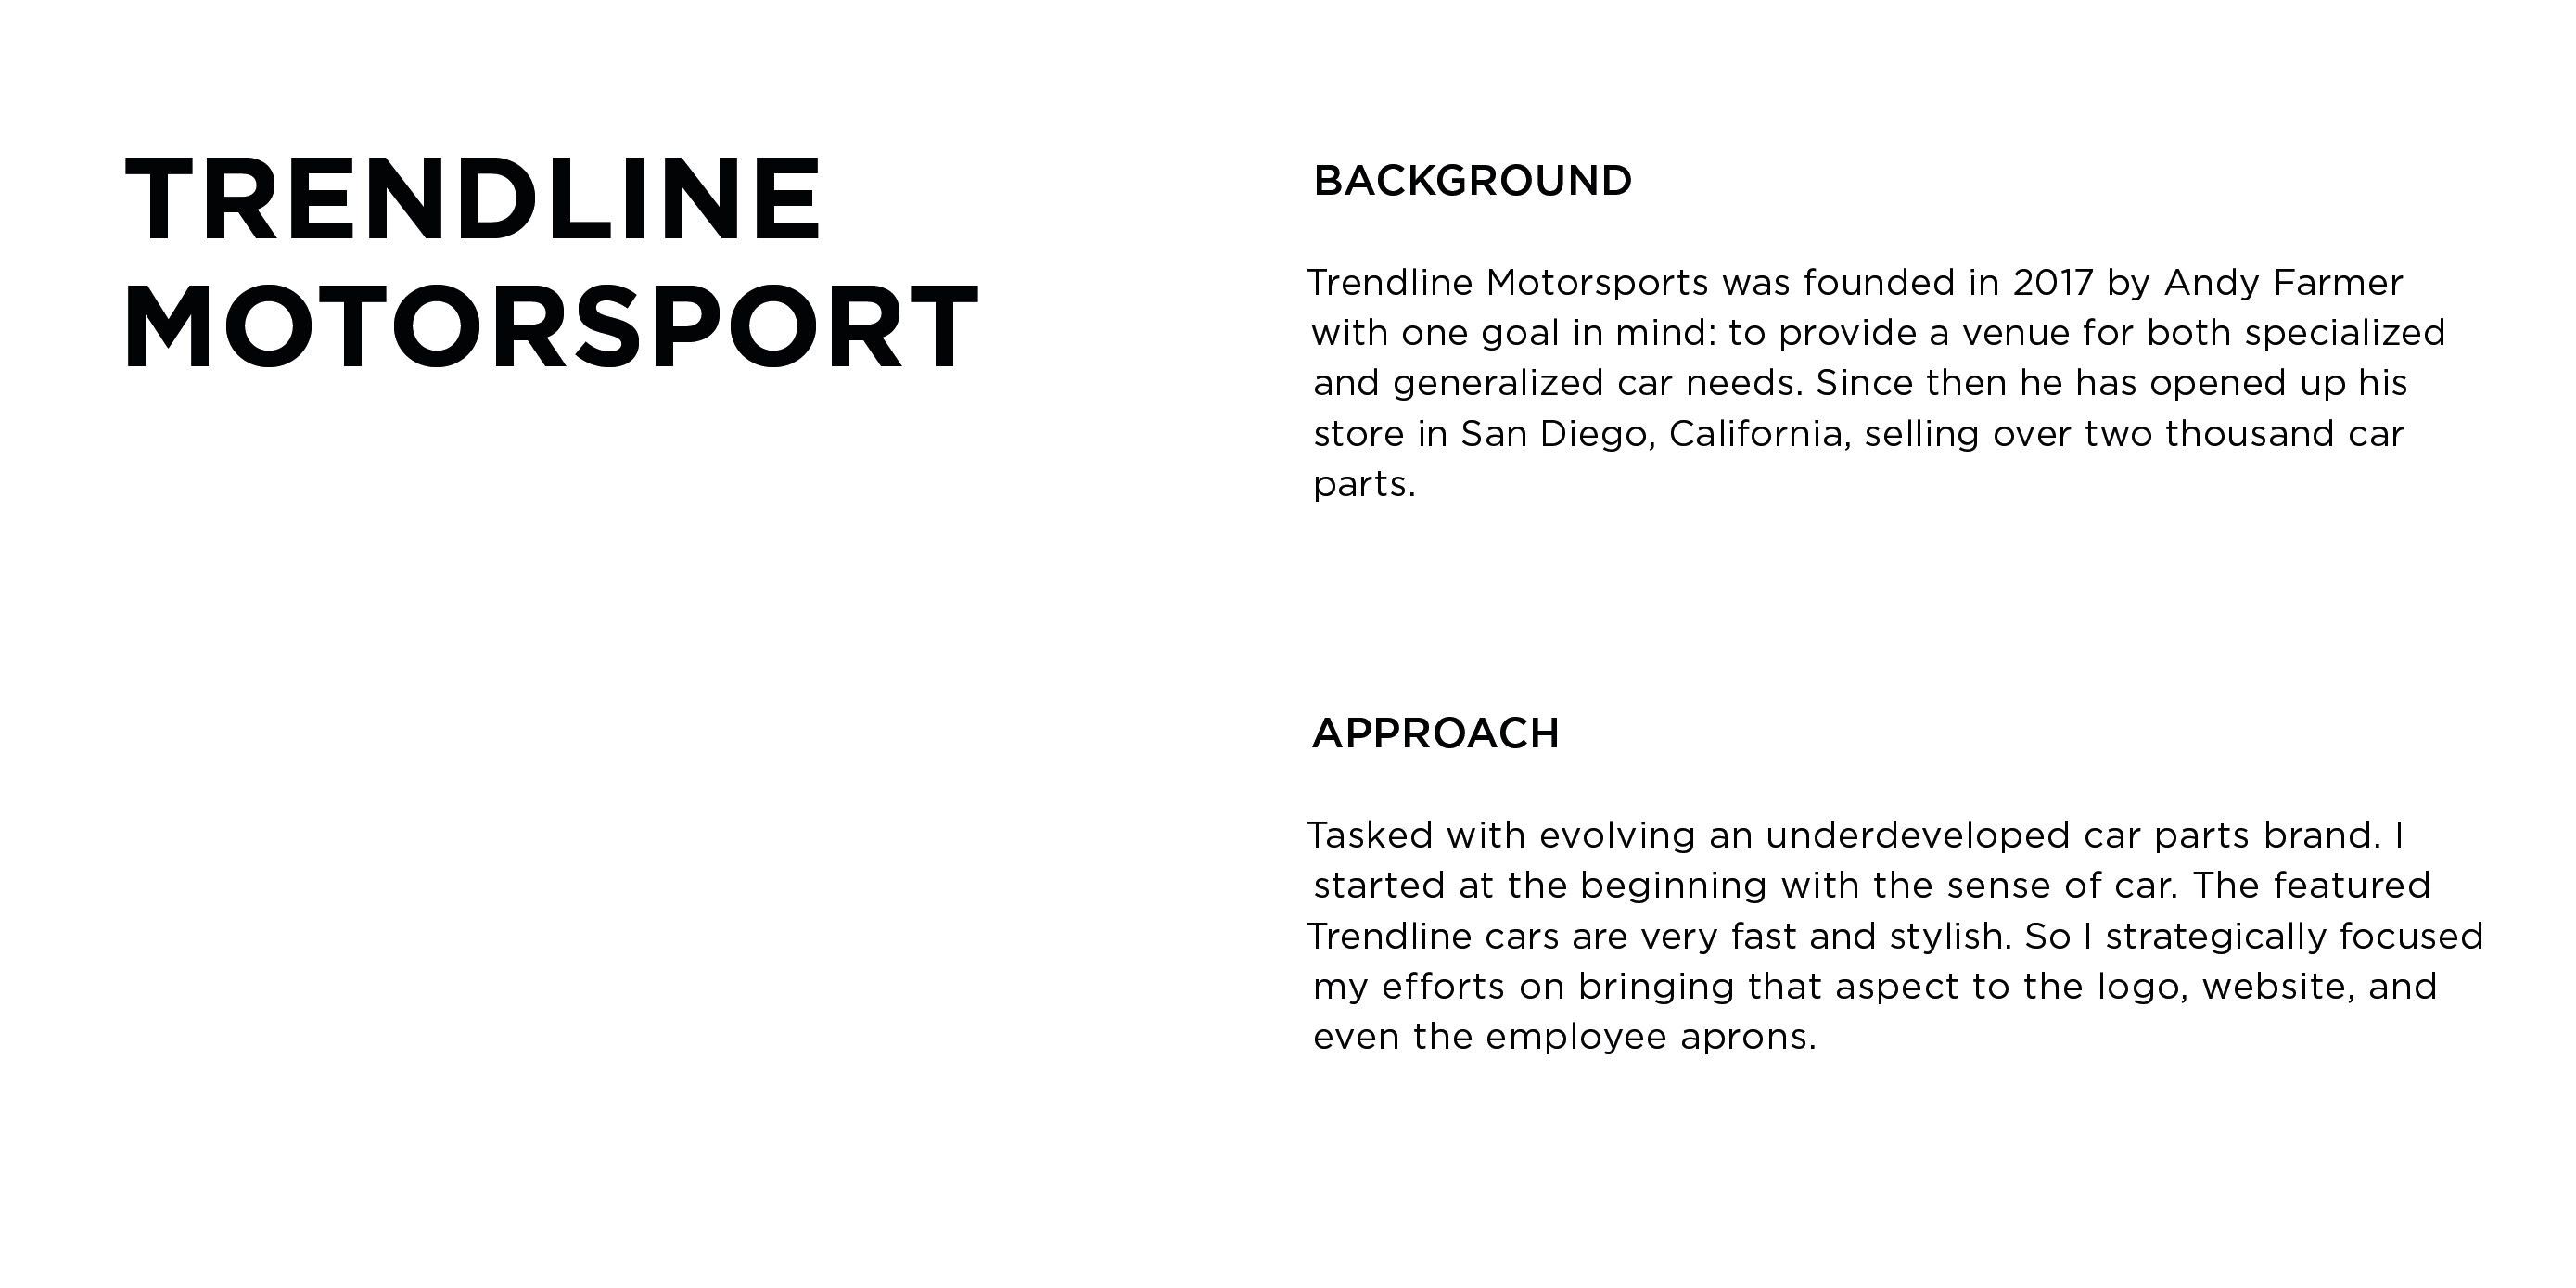 TRENDLINE
MOTORSPORT
BACKGROUND
Trendline Motorsports was founded in 2017 by Andy Farmer
with one goal in mind: to provide a venue for both specialized
and generalized car needs. Since then he has opened up his
store in San Diego, California, selling over two thousand car
parts.
APPROACH
Tasked with evolving an underdeveloped car parts brand. I
started at the beginning with the sense of car. The featured
Trendline cars are very fast and stylish. So I strategically focused
my efforts on bringing that aspect to the logo, website, and
even the employee aprons.